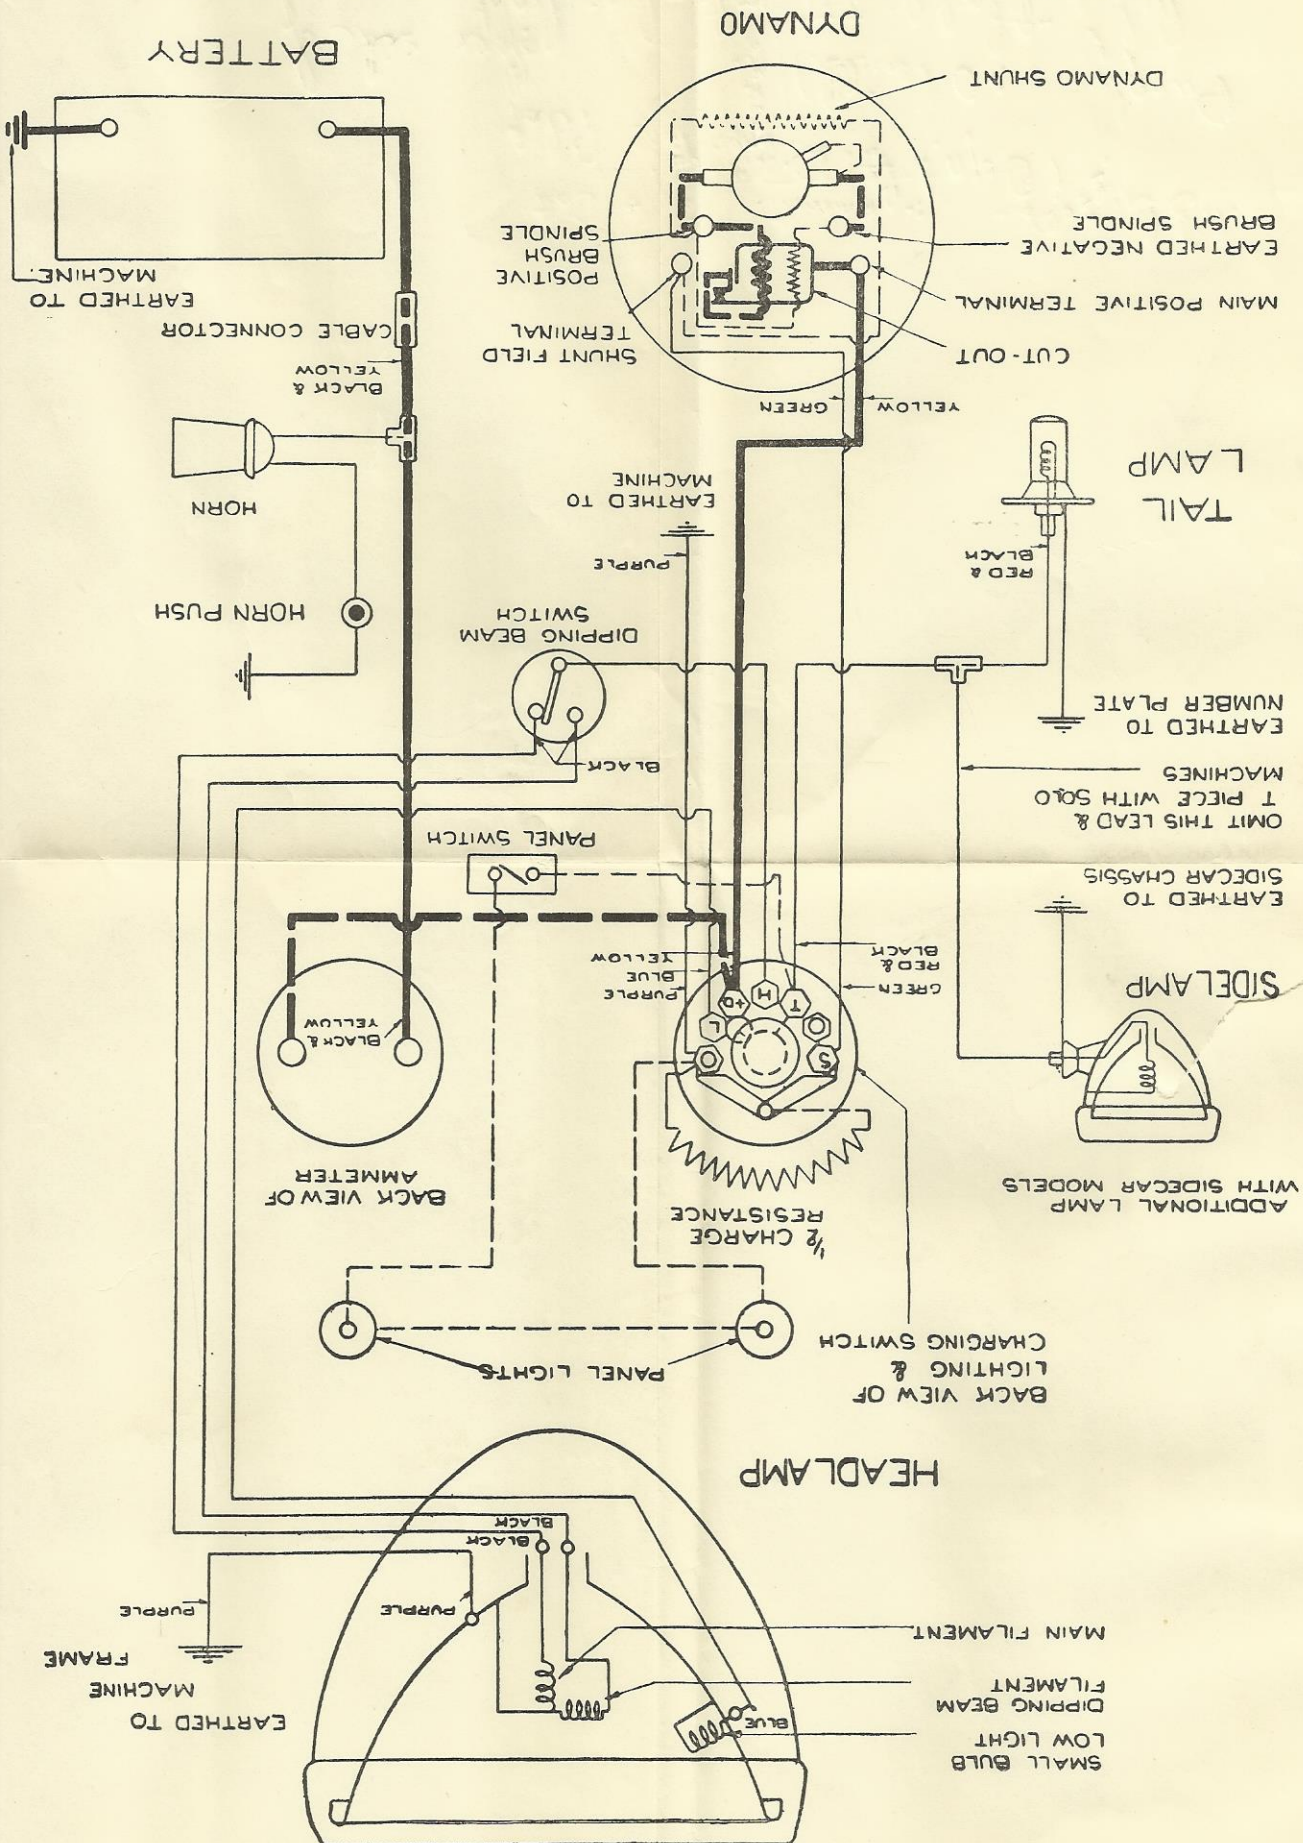 SMALL BULB
LOW LIGHT
DIPPING BEAM
FILAMENT
MAIN FILAMENT
BLUE
EARTHED TO
MACHINE
FRAME
PURPLE
PURPLE
BLACK
BLACK
HEADLAMP
BACK VIEW OF
LIGHTING &
CHARGING SWITCH
PANEL LIGHTS
½ CHARGE
RESISTANCE
BACK VIEW OF
AMMETER
ADDITIONAL LAMP
WITH SIDECAR MODELS
SIDELAMP
S
T
H
+D
L
GREEN
RED &
BLACK
PURPLE
BLUE
YELLOW
BLACK &
YELLOW
EARTHED TO
SIDECAR CHASSIS
PANEL SWITCH
OMIT THIS LEAD &
T PIECE WITH SOLO
MACHINES
BLACK
EARTHED TO
NUMBER PLATE
DIPPING BEAM
SWITCH
HORN PUSH
RED &
BLACK
PURPLE
TAIL
LAMP
EARTHED TO
MACHINE
HORN
YELLOW
GREEN
BLACK &
YELLOW
CUT-OUT
SHUNT FIELD
TERMINAL
CABLE CONNECTOR
MAIN POSITIVE TERMINAL
POSITIVE
BRUSH
SPINDLE
EARTHED TO
MACHINE.
EARTHED NEGATIVE
BRUSH SPINDLE
DYNAMO SHUNT
BATTERY
DYNAMO